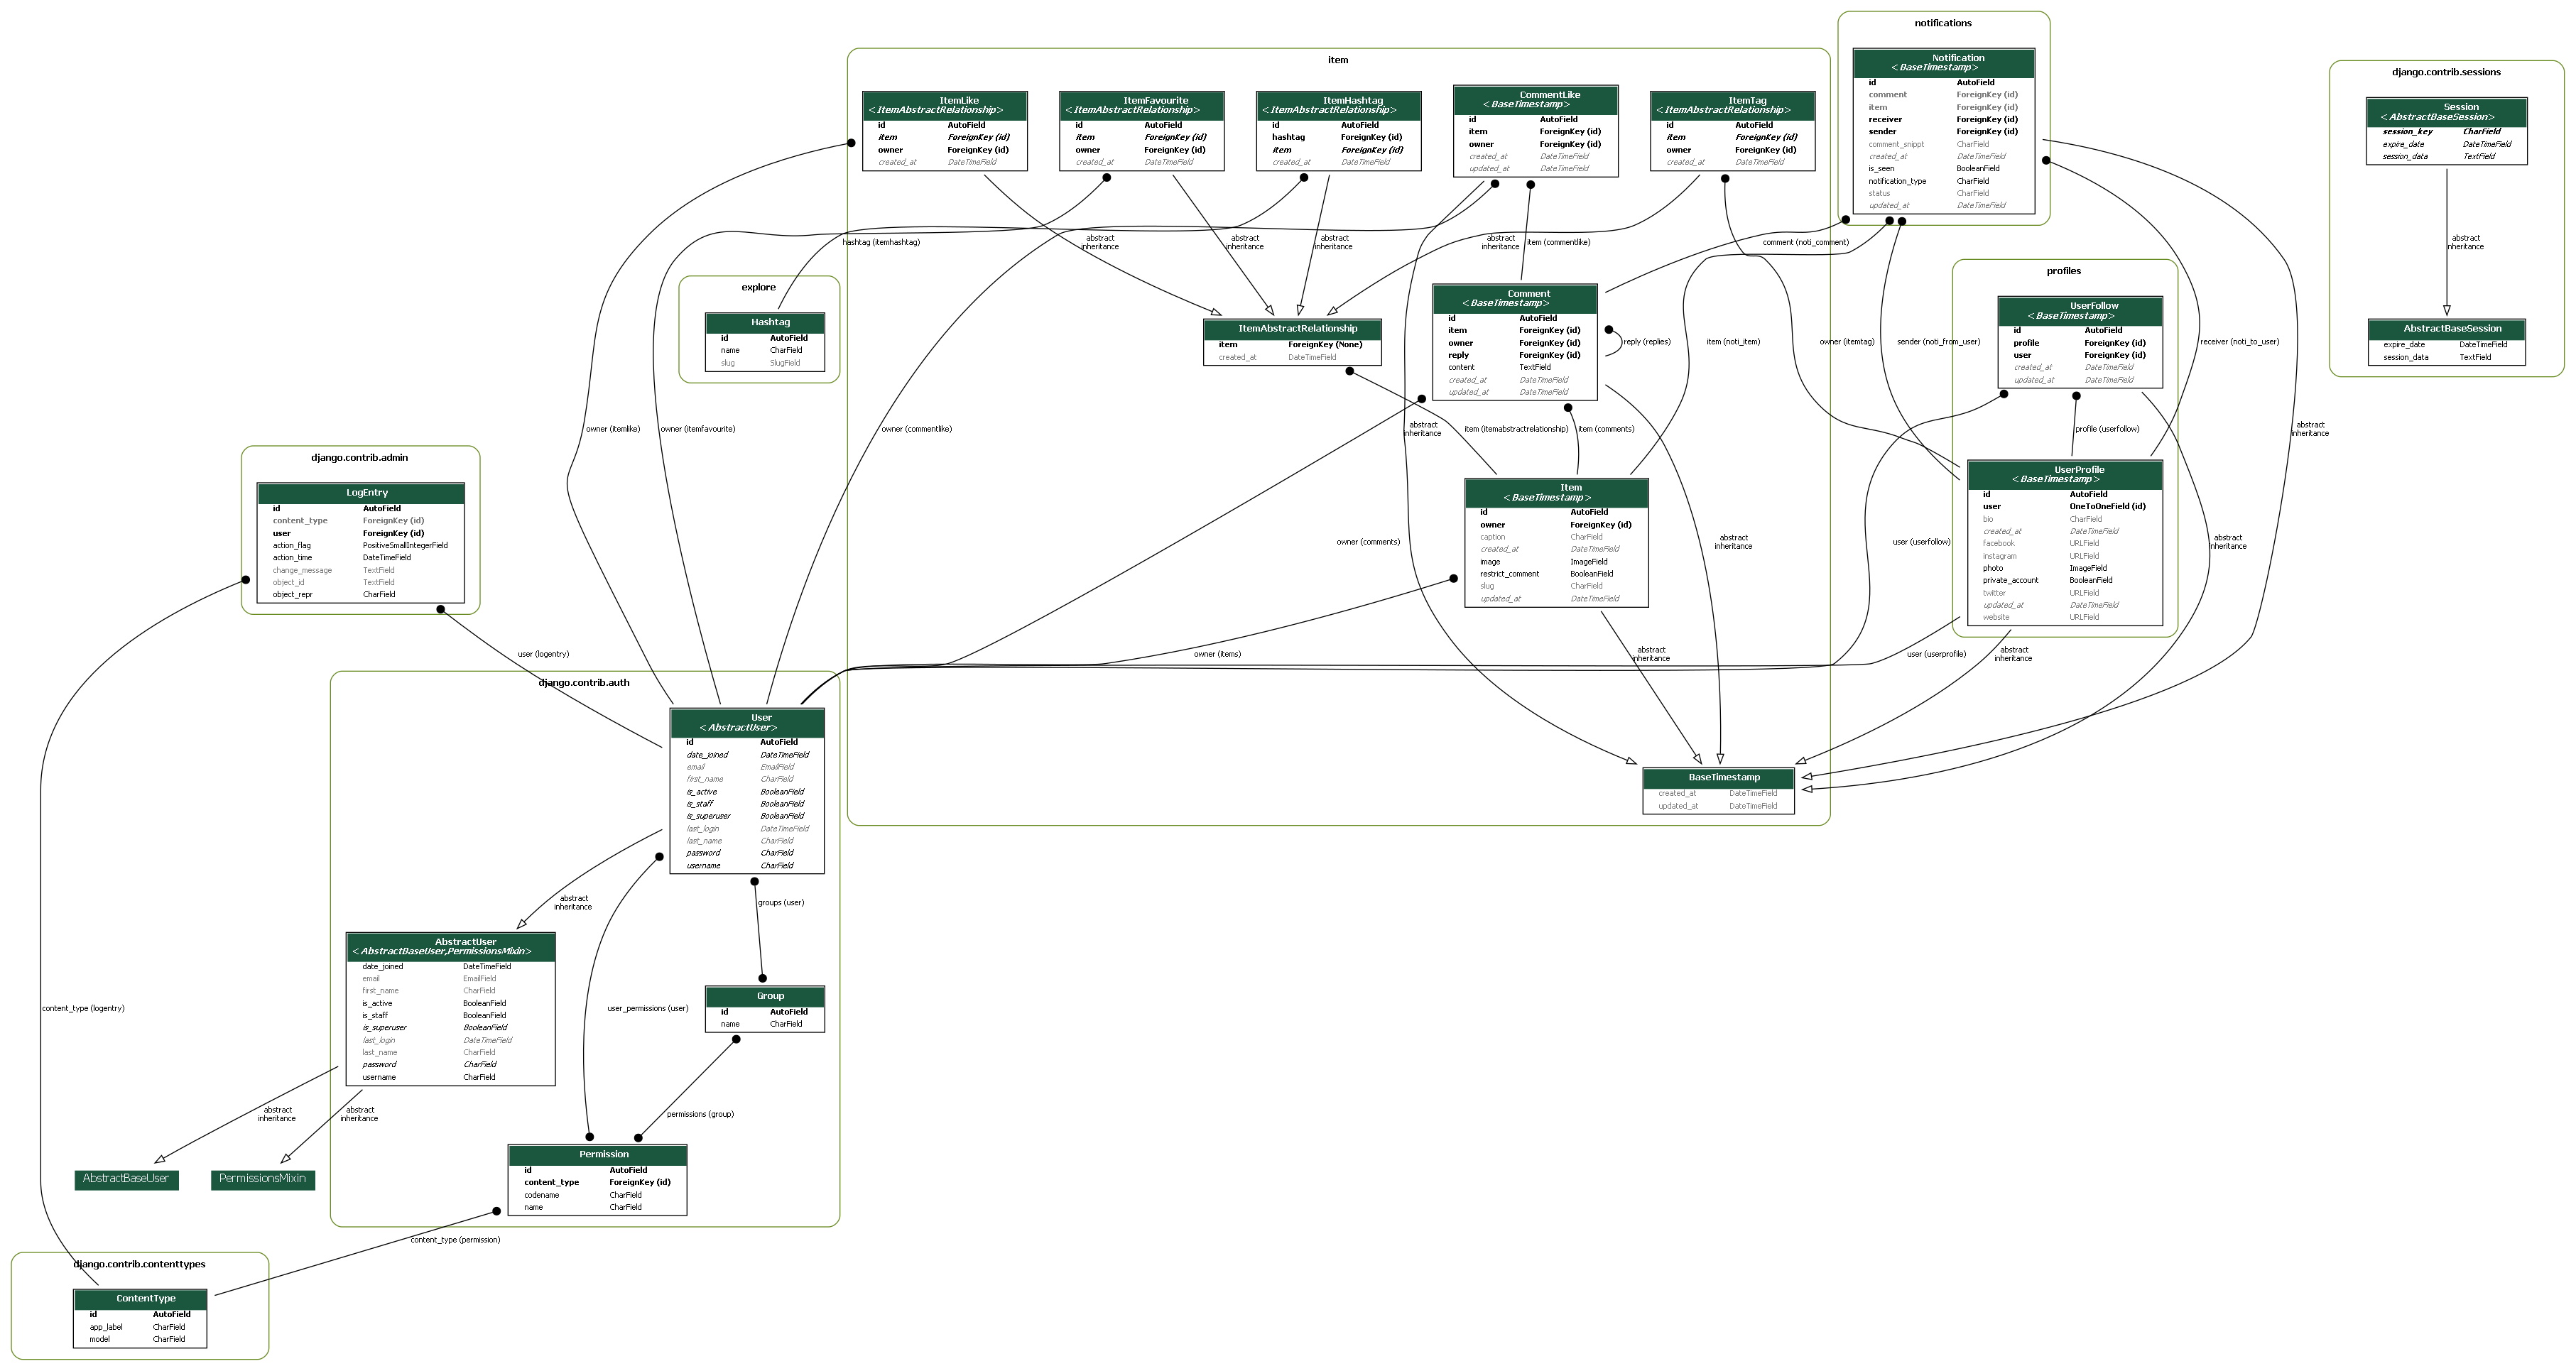 notifications
Notification
<BaseTimestamp>
id AutoField
comment ForeignKey (id)
item ForeignKey (id)
receiver ForeignKey (id)
sender ForeignKey (id)
comment_snippt CharField
created_at DateTimeField
is_seen BooleanField
notification_type CharField
status CharField
updated_at DateTimeField
item
ItemLike
<ItemAbstractRelationship>
id AutoField
item ForeignKey (id)
owner ForeignKey (id)
created_at DateTimeField
ItemFavourite
<ItemAbstractRelationship>
id AutoField
item ForeignKey (id)
owner ForeignKey (id)
created_at DateTimeField
ItemHashtag
<ItemAbstractRelationship>
id AutoField
hashtag ForeignKey (id)
item ForeignKey (id)
created_at DateTimeField
CommentLike
<BaseTimestamp>
id AutoField
item ForeignKey (id)
owner ForeignKey (id)
created_at DateTimeField
updated_at DateTimeField
ItemTag
<ItemAbstractRelationship>
id AutoField
item ForeignKey (id)
owner ForeignKey (id)
created_at DateTimeField
django.contrib.sessions
Session
<AbstractBaseSession>
session_key CharField
expire_date DateTimeField
session_data TextField
abstract
inheritance
AbstractBaseSession
expire_date DateTimeField
session_data TextField
hashtag (itemhashtag)
abstract
inheritance
abstract
inheritance
abstract
inheritance
abstract
inheritance
item (commentlike)
comment (noti_comment)
explore
Hashtag
id AutoField
name CharField
slug SlugField
ItemAbstractRelationship
item ForeignKey (None)
created_at DateTimeField
Comment
<BaseTimestamp>
id AutoField
item ForeignKey (id)
owner ForeignKey (id)
reply ForeignKey (id)
content TextField
created_at DateTimeField
updated_at DateTimeField
reply (replies)
item (noti_item)
owner (itemtag)
sender (noti_from_user)
receiver (noti_to_user)
profiles
UserFollow
<BaseTimestamp>
id AutoField
profile ForeignKey (id)
user ForeignKey (id)
created_at DateTimeField
updated_at DateTimeField
owner (itemlike)
owner (itemfavourite)
owner (commentlike)
abstract
inheritance
item (itemabstractrelationship)
item (comments)
profile (userfollow)
abstract
inheritance
django.contrib.admin
LogEntry
id AutoField
content_type ForeignKey (id)
user ForeignKey (id)
action_flag PositiveSmallIntegerField
action_time DateTimeField
change_message TextField
object_id TextField
object_repr CharField
Item
<BaseTimestamp>
id AutoField
owner ForeignKey (id)
caption CharField
created_at DateTimeField
image ImageField
restrict_comment BooleanField
slug CharField
updated_at DateTimeField
UserProfile
<BaseTimestamp>
id AutoField
user OneToOneField (id)
bio CharField
created_at DateTimeField
facebook URLField
instagram URLField
photo ImageField
private_account BooleanField
twitter URLField
updated_at DateTimeField
website URLField
owner (comments)
abstract
inheritance
user (userfollow)
abstract
inheritance
user (logentry)
owner (items)
abstract
inheritance
user (userprofile)
abstract
inheritance
django.contrib.auth
User
<AbstractUser>
id AutoField
date_joined DateTimeField
email EmailField
first_name CharField
is_active BooleanField
is_staff BooleanField
is_superuser BooleanField
last_login DateTimeField
last_name CharField
password CharField
username CharField
BaseTimestamp
created_at DateTimeField
updated_at DateTimeField
abstract
inheritance
groups (user)
AbstractUser
<AbstractBaseUser,PermissionsMixin>
date_joined DateTimeField
email EmailField
first_name CharField
is_active BooleanField
is_staff BooleanField
is_superuser BooleanField
last_login DateTimeField
last_name CharField
password CharField
username CharField
content_type (logentry)
user_permissions (user)
Group
id AutoField
name CharField
abstract
inheritance
abstract
inheritance
permissions (group)
AbstractBaseUser
PermissionsMixin
Permission
id AutoField
content_type ForeignKey (id)
codename CharField
name CharField
content_type (permission)
django.contrib.contenttypes
ContentType
id AutoField
app_label CharField
model CharField